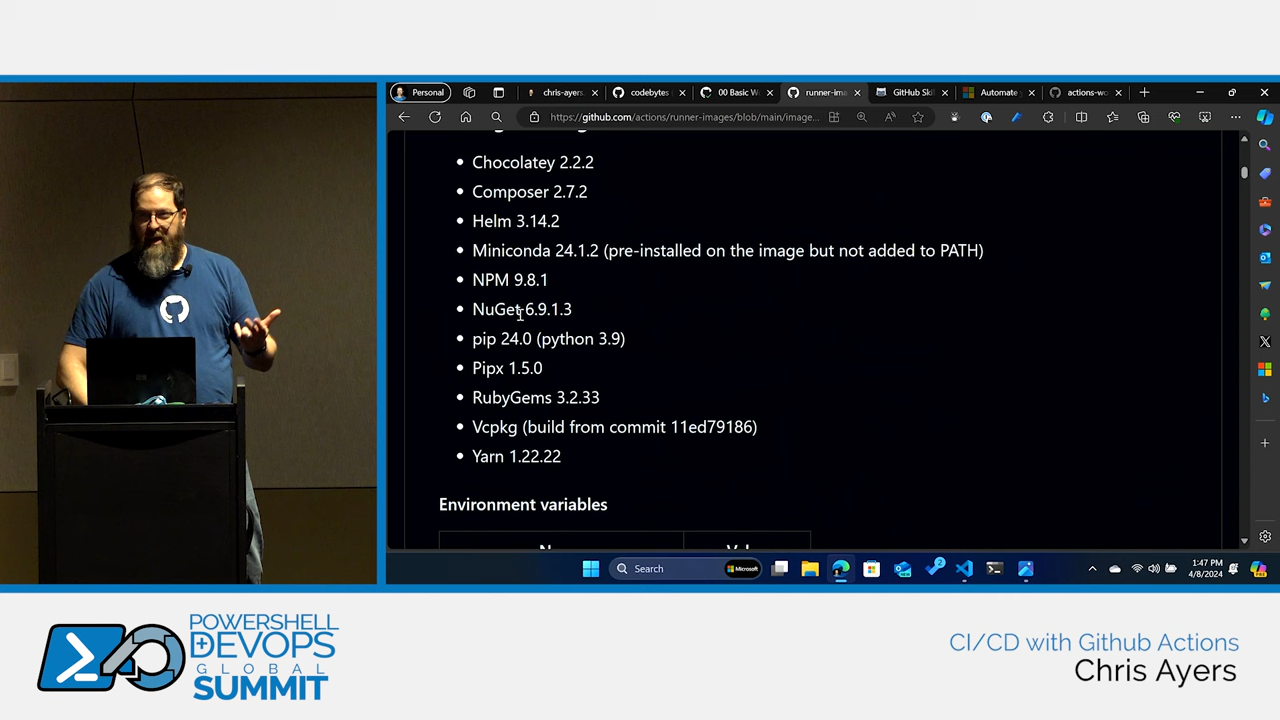 Personal
chris-ayers.
codebytes
00 Basic Wo
runner-ima
GitHub Skil
Automate
actions-wo
https://github.com/actions/runner-images/blob/main/image...
Chocolatey 2.2.2
Composer 2.7.2
Helm 3.14.2
Miniconda 24.1.2 (pre-installed on the image but not added to PATH)
NPM 9.8.1
NuGet 6.9.1.3
pip 24.0 (python 3.9)
Pipx 1.5.0
RubyGems 3.2.33
Vcpkg (build from commit 11ed79186)
Yarn 1.22.22
Environment variables
Search
Microsoft
1:47 PM
4/8/2024
POWERSHELL
DEVOPS
GLOBAL
SUMMIT
CI/CD with Github Actions
Chris Ayers